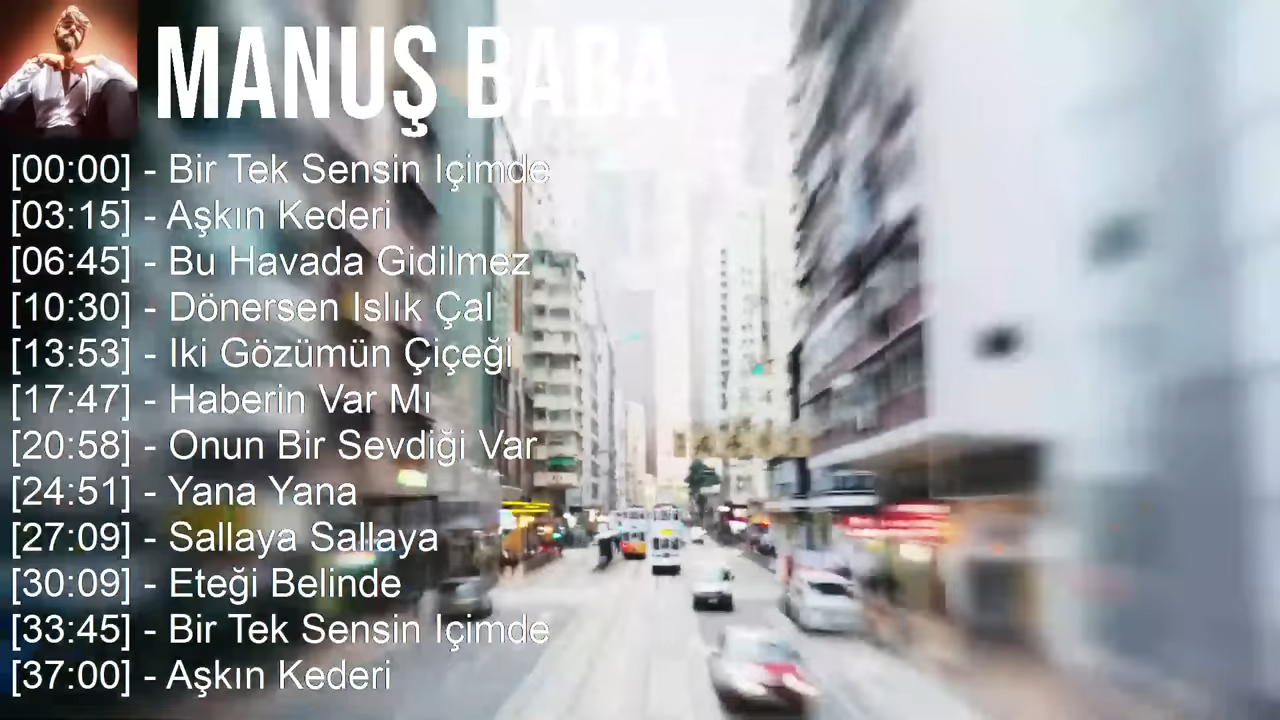 MANUŞ BABA
[00:00] - Bir Tek Sensin Içimde
[03:15] - Aşkın Kederi
[06:45] - Bu Havada Gidilmez
[10:30] - Dönersen Islık Çal
[13:53] - Iki Gözümün Çiçeği
[17:47] - Haberin Var Mı
[20:58] - Onun Bir Sevdiği Var
[24:51] - Yana Yana
[27:09] - Sallaya Sallaya
[30:09] - Eteği Belinde
[33:45] - Bir Tek Sensin Içimde
[37:00] - Aşkın Kederi